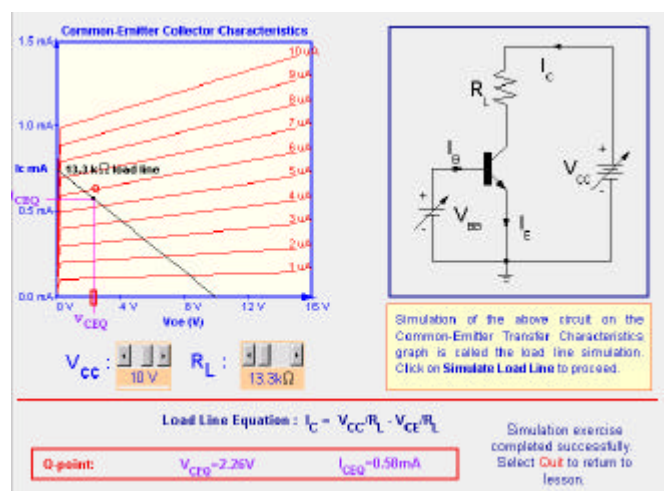 Common-Emitter Collector Characteristics
1.5 mA
10 uA
9 uA
8 uA
7 uA
6 uA
5 uA
4 uA
3 uA
2 uA
1 uA
1.0 mA
Ic mA
13.3 kΩ load line
Q
CEQ
0.5 mA
0.0 mA
0 V
4 V
8 V
12 V
16 V
VCEQ
Vce (V)
VCC :
10 V
RL :
13.3kΩ
RL
IC
IB
VCC
VBB
IE
+
-
+
-
Simulation of the above circuit on the
Common-Emitter Transfer Characteristics
graph is called the load line simulation.
Click on Simulate Load Line to proceed.
Load Line Equation : IC = VCC/RL - VCE/RL
Q-point:
VCEQ=2.26V
ICEQ=0.58mA
Simulation exercise
completed successfully.
Select Quit to return to
lesson.